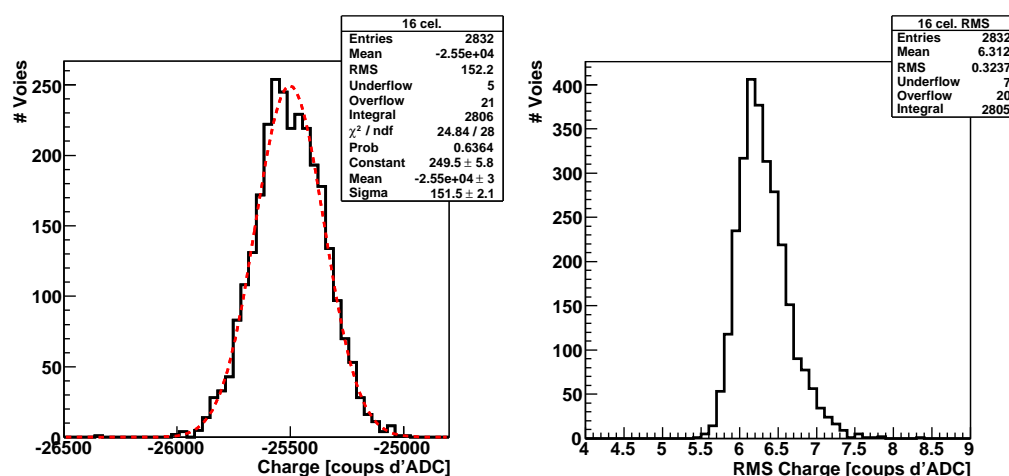 16 cel.
Entries 2832
Mean -2.55e+04
RMS 152.2
Underflow 5
Overflow 21
Integral 2806
χ² / ndf 24.84 / 28
Prob 0.6364
Constant 249.5 ± 5.8
Mean -2.55e+04 ± 3
Sigma 151.5 ± 2.1
# Voies
250
200
150
100
50
0
-26500 -26000 -25500 -25000
Charge [coups d'ADC]
16 cel. RMS
Entries 2832
Mean 6.312
RMS 0.3237
Underflow 7
Overflow 20
Integral 2805
# Voies
400
350
300
250
200
150
100
50
0
4 4.5 5 5.5 6 6.5 7 7.5 8 8.5 9
RMS Charge [coups d'ADC]